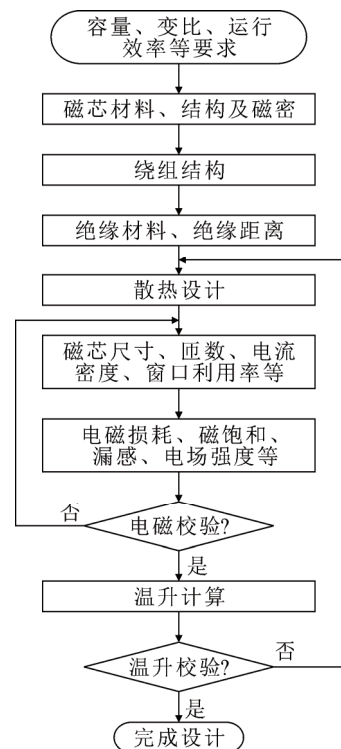 容量、变比、运行
效率等要求
磁芯材料、结构及磁密
绕组结构
绝缘材料、绝缘距离
散热设计
磁芯尺寸、匝数、电流
密度、窗口利用率等
电磁损耗、磁饱和、
漏感、电场强度等
否
电磁校验?
是
温升计算
否
温升校验?
是
完成设计